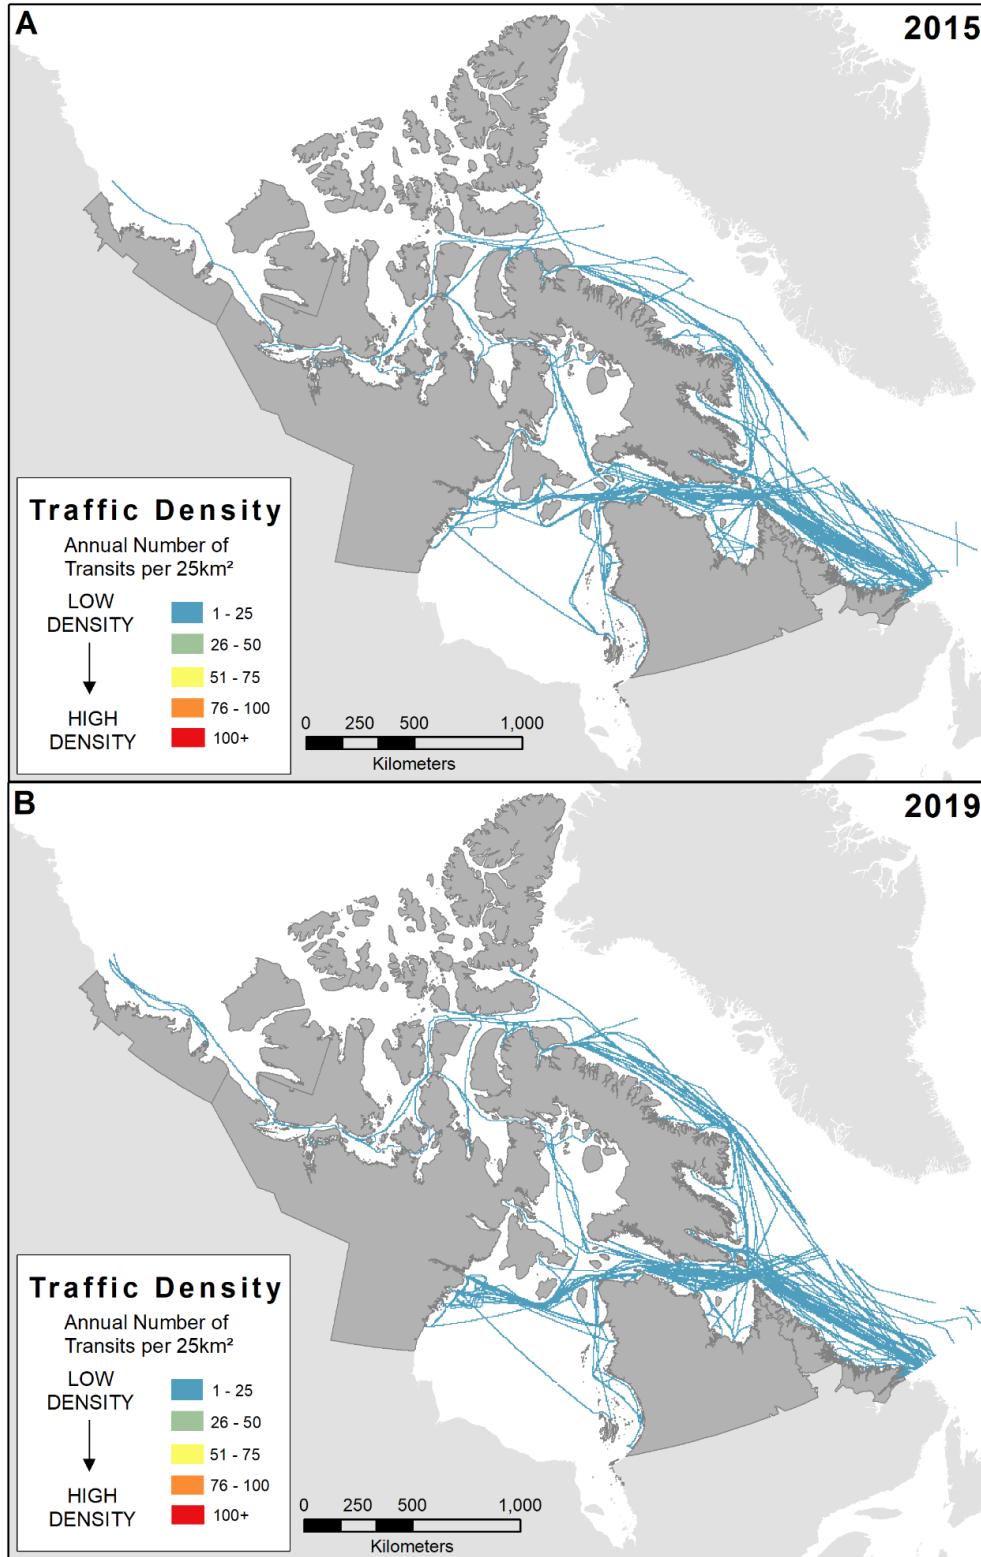 A
2015
Traffic Density
Annual Number of
Transits per 25km²
LOW
DENSITY
HIGH
DENSITY
1 - 25
26 - 50
51 - 75
76 - 100
100+
0 250 500 1,000
Kilometers
B
2019
Traffic Density
Annual Number of
Transits per 25km²
LOW
DENSITY
HIGH
DENSITY
1 - 25
26 - 50
51 - 75
76 - 100
100+
0 250 500 1,000
Kilometers